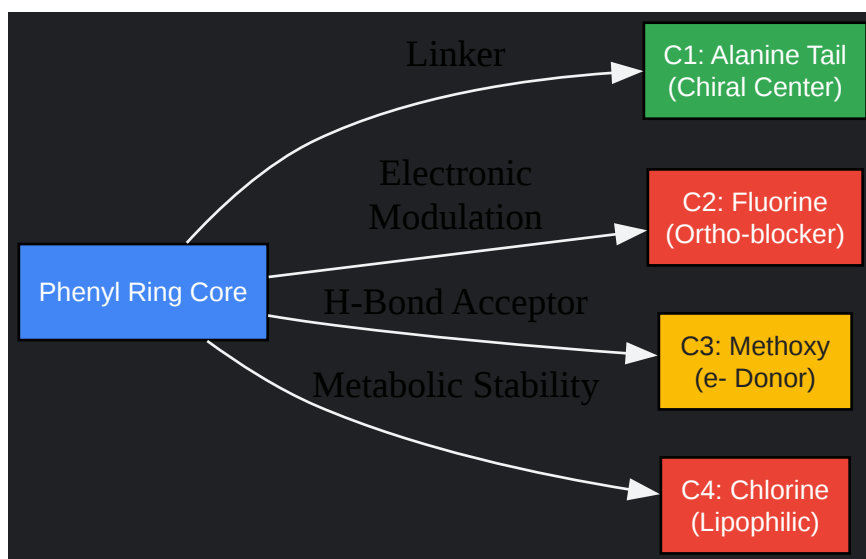 Linker
C1: Alanine Tail
(Chiral Center)
Electronic
Modulation
C2: Fluorine
(Ortho-blocker)
Phenyl Ring Core
H-Bond Acceptor
C3: Methoxy
(e- Donor)
Metabolic Stability
C4: Chlorine
(Lipophilic)